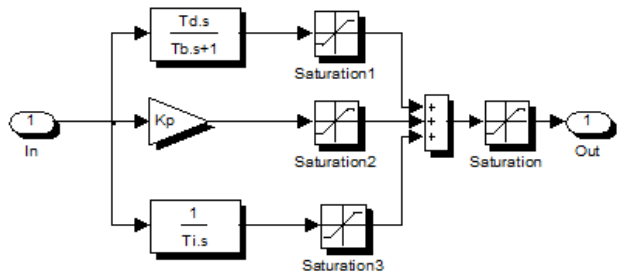 Td.s
Tb.s+1
Saturation1
1
In
Kp
Saturation2
+
+
+
Saturation
1
Out
1
Ti.s
Saturation3